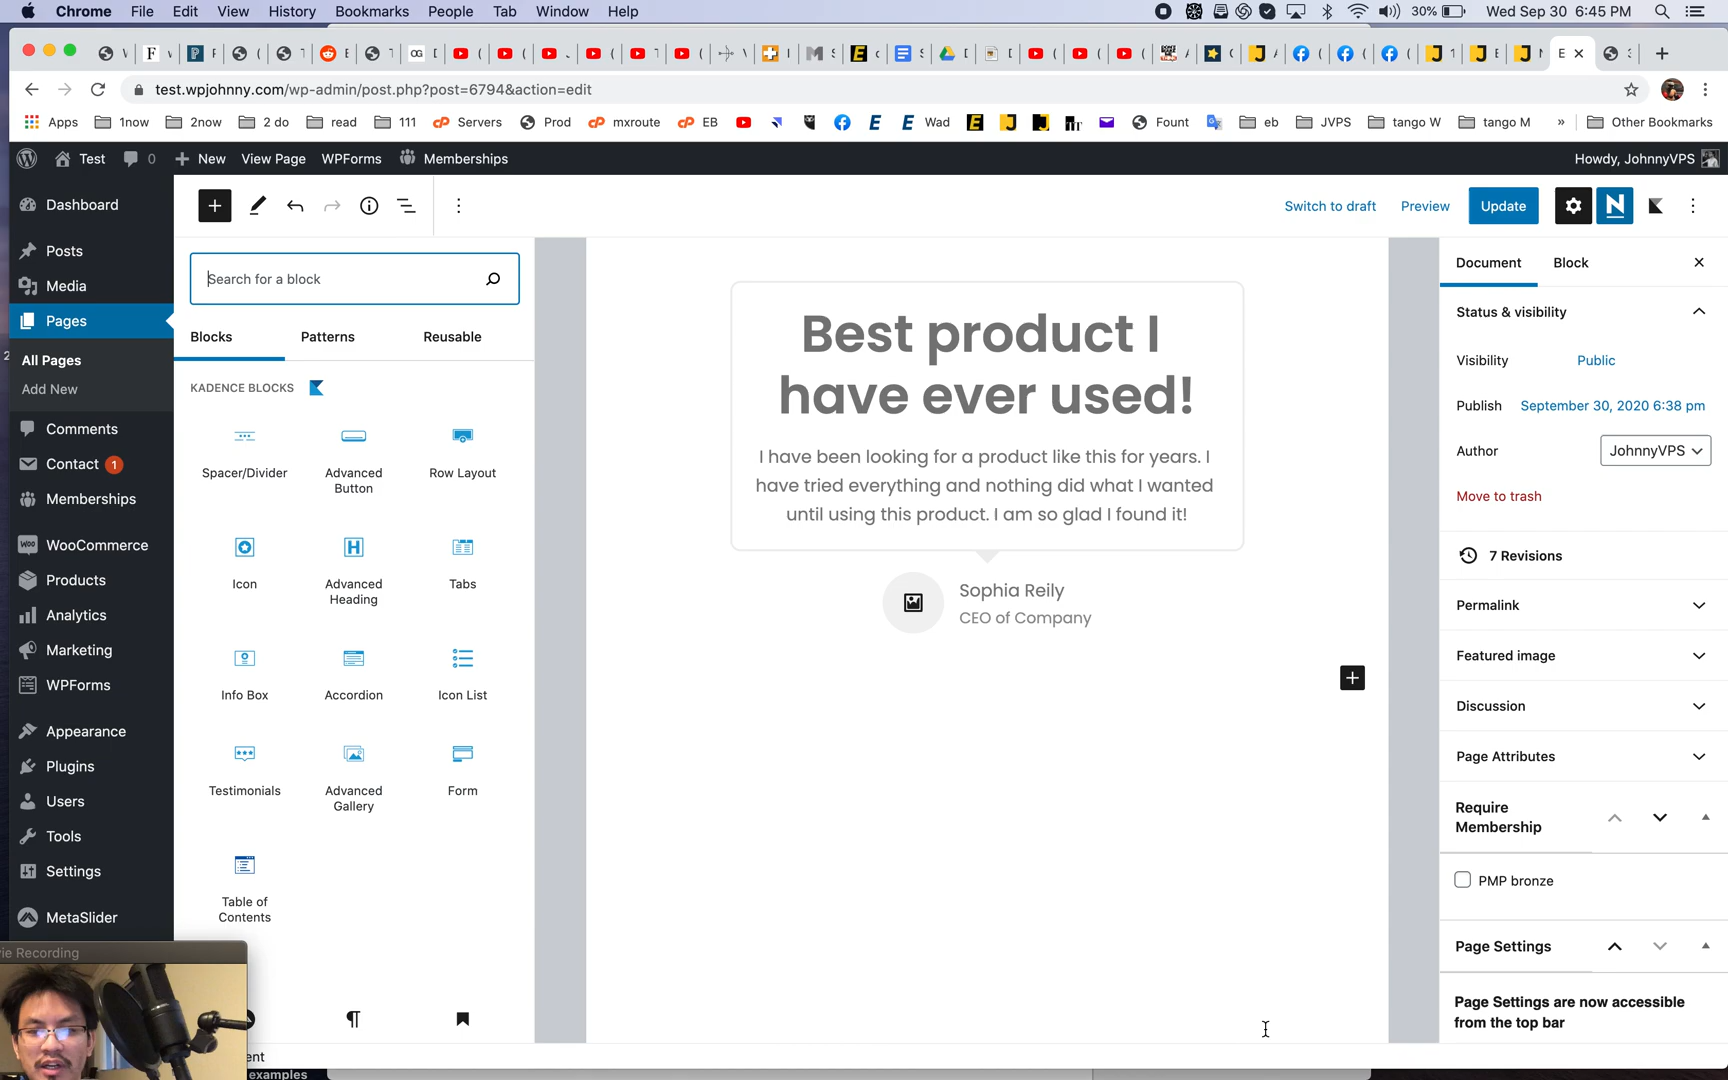 Chrome File Edit View History Bookmarks People Tab Window Help
30% Wed Sep 30 6:45 PM
test.wpjohnny.com/wp-admin/post.php?post=6794&action=edit
Apps 1now 2now 2 do read 111 Servers Prod mxroute EB Wad Fount eb JVPS tango W tango M » Other Bookmarks
Test 0 New View Page WPForms Memberships
Howdy, JohnnyVPS
Dashboard
Posts
Media
Pages
All Pages
Add New
Comments
Contact 1
Memberships
WooCommerce
Products
Analytics
Marketing
WPForms
Appearance
Plugins
Users
Tools
Settings
MetaSlider
Switch to draft Preview Update
Search for a block
Blocks Patterns Reusable
KADENCE BLOCKS
Spacer/Divider
Advanced
Button
Row Layout
Icon
Advanced
Heading
Tabs
Info Box
Accordion
Icon List
Testimonials
Advanced
Gallery
Form
Table of
Contents
Best product I
have ever used!
I have been looking for a product like this for years. I
have tried everything and nothing did what I wanted
until using this product. I am so glad I found it!
Sophia Reily
CEO of Company
Document Block
Status & visibility
Visibility Public
Publish September 30, 2020 6:38 pm
Author JohnnyVPS
Move to trash
7 Revisions
Permalink
Featured image
Discussion
Page Attributes
Require
Membership
PMP bronze
Page Settings
Page Settings are now accessible
from the top bar
ie Recording
ent
examples